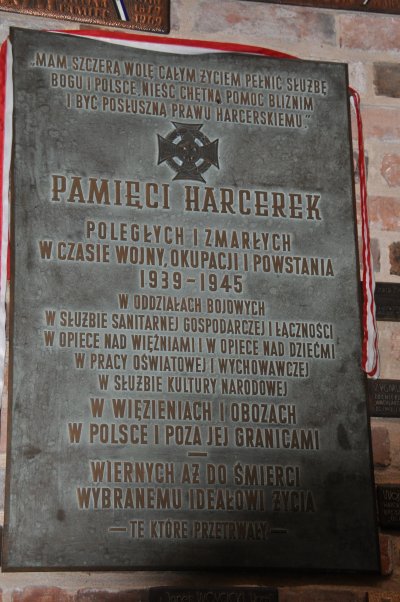 „MAM SZCZERĄ WOLĘ CAŁYM ŻYCIEM PEŁNIĆ SŁUŻBĘ
BOGU I POLSCE, NIEŚĆ CHĘTNĄ POMOC BLIŹNIM
I BYĆ POSŁUSZNĄ PRAWU HARCERSKIEMU."
PAMIĘCI HARCEREK
POLEGŁYCH I ZMARŁYCH
W CZASIE WOJNY, OKUPACJI I POWSTANIA
1939-1945
W ODDZIAŁACH BOJOWYCH
W SŁUŻBIE SANITARNEJ GOSPODARCZEJ I ŁĄCZNOŚCI
W OPIECE NAD WIĘŹNIAMI I W OPIECE NAD DZIEĆMI
W PRACY OŚWIATOWEJ I WYCHOWAWCZEJ
W SŁUŻBIE KULTURY NARODOWEJ
W WIĘZIENIACH I OBOZACH
W POLSCE I POZA JEJ GRANICAMI
—
WIERNYCH AŻ DO ŚMIERCI
WYBRANEMU IDEAŁOWI ŻYCIA
— TE KTÓRE PRZETRWAŁY —